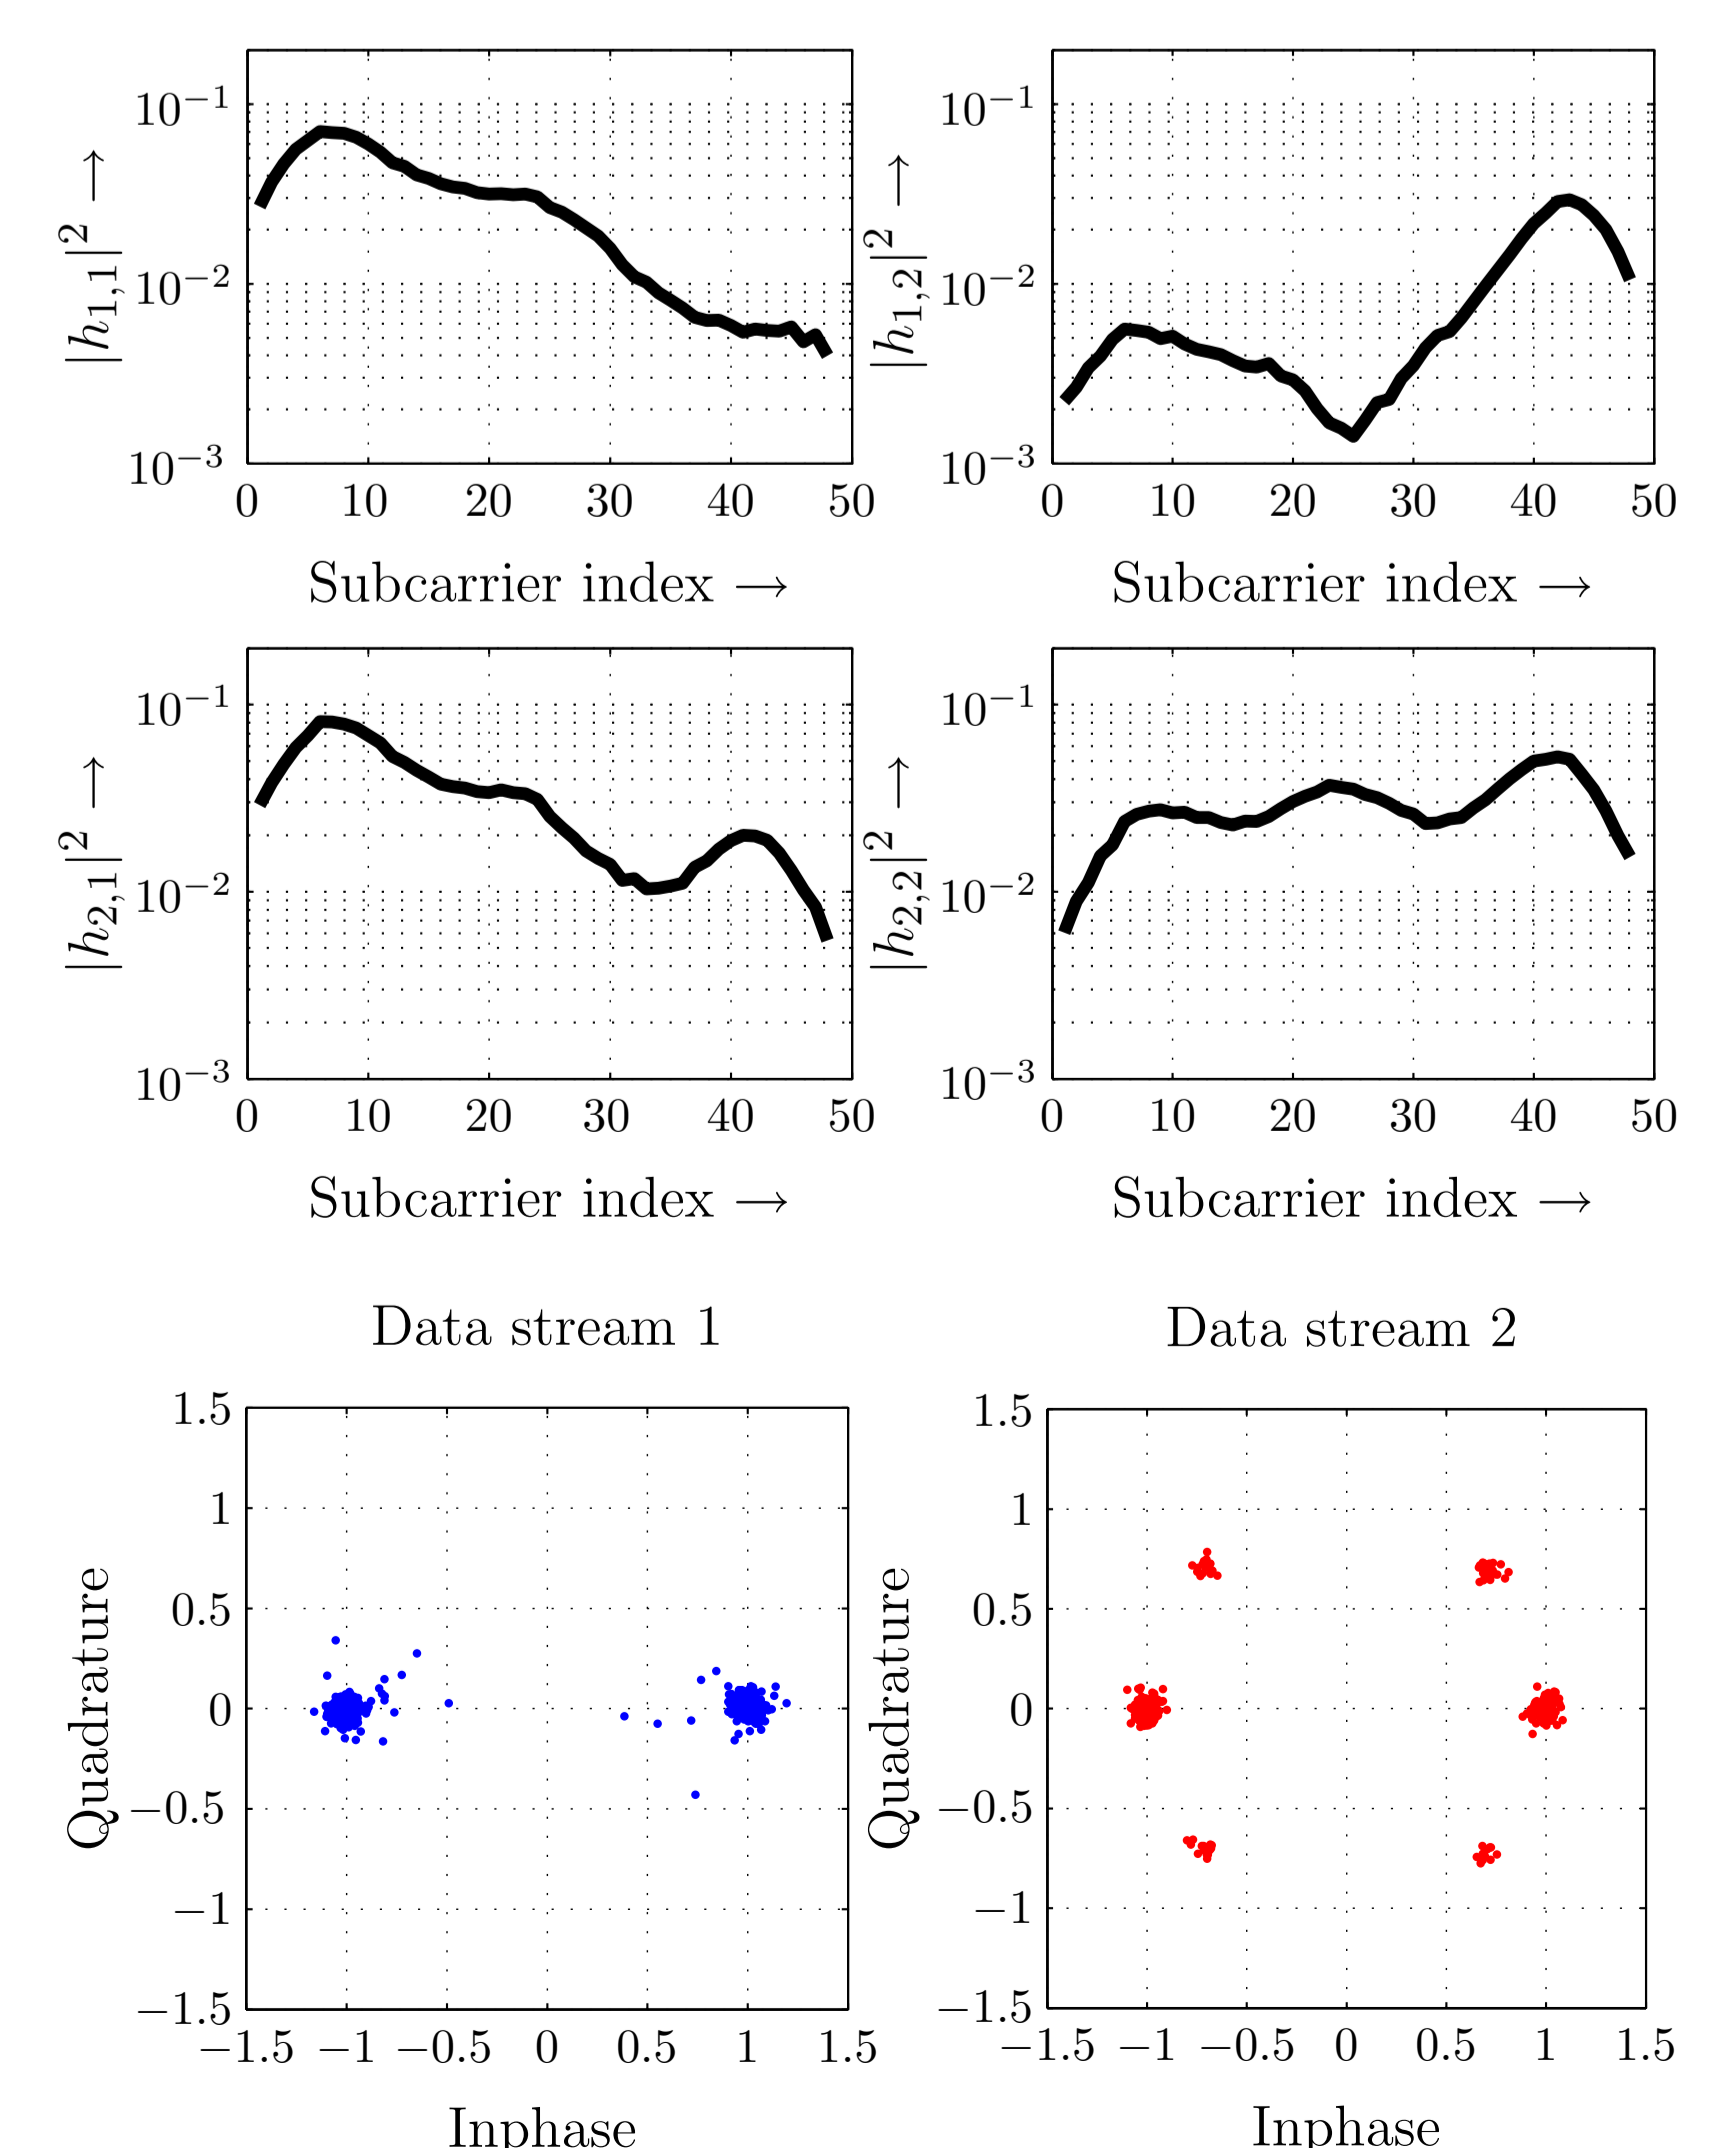 |h₁,₁|² →
10⁻¹
10⁻²
10⁻³
0 10 20 30 40 50
Subcarrier index →
|h₁,₂|² →
10⁻¹
10⁻²
10⁻³
0 10 20 30 40 50
Subcarrier index →
|h₂,₁|² →
10⁻¹
10⁻²
10⁻³
0 10 20 30 40 50
Subcarrier index →
|h₂,₂|² →
10⁻¹
10⁻²
10⁻³
0 10 20 30 40 50
Subcarrier index →
Data stream 1
Quadrature
1.5
1
0.5
0
−0.5
−1
−1.5
−1.5 −1 −0.5 0 0.5 1 1.5
Inphase
Data stream 2
Quadrature
1.5
1
0.5
0
−0.5
−1
−1.5
−1.5 −1 −0.5 0 0.5 1 1.5
Inphase